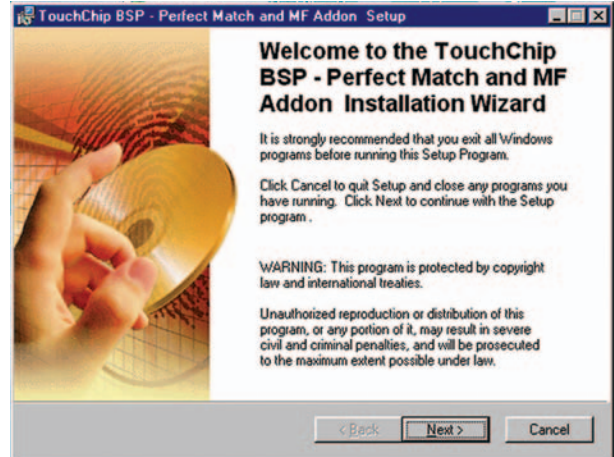 TouchChip BSP - Perfect Match and MF Addon  Setup
Welcome to the TouchChip
BSP - Perfect Match and MF
Addon  Installation Wizard
It is strongly recommended that you exit all Windows
programs before running this Setup Program.
Click Cancel to quit Setup and close any programs you
have running.  Click Next to continue with the Setup
program .
WARNING: This program is protected by copyright
law and international treaties.
Unauthorized reproduction or distribution of this
program, or any portion of it, may result in severe
civil and criminal penalties, and will be prosecuted
to the maximum extent possible under law.
< Back
Next >
Cancel